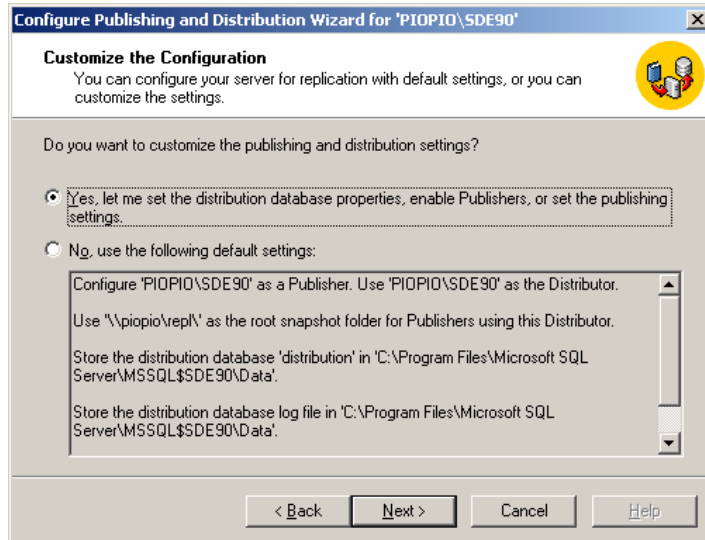 Configure Publishing and Distribution Wizard for 'PIOPIO\SDE90'
Customize the Configuration
You can configure your server for replication with default settings, or you can
customize the settings.
Do you want to customize the publishing and distribution settings?
Yes, let me set the distribution database properties, enable Publishers, or set the publishing
settings.
No, use the following default settings:
Configure 'PIOPIO\SDE90' as a Publisher. Use 'PIOPIO\SDE90' as the Distributor.
Use '\\piopio\repl\' as the root snapshot folder for Publishers using this Distributor.
Store the distribution database 'distribution' in 'C:\Program Files\Microsoft SQL
Server\MSSQL$SDE90\Data'.
Store the distribution database log file in 'C:\Program Files\Microsoft SQL
Server\MSSQL$SDE90\Data'.
< Back Next > Cancel Help